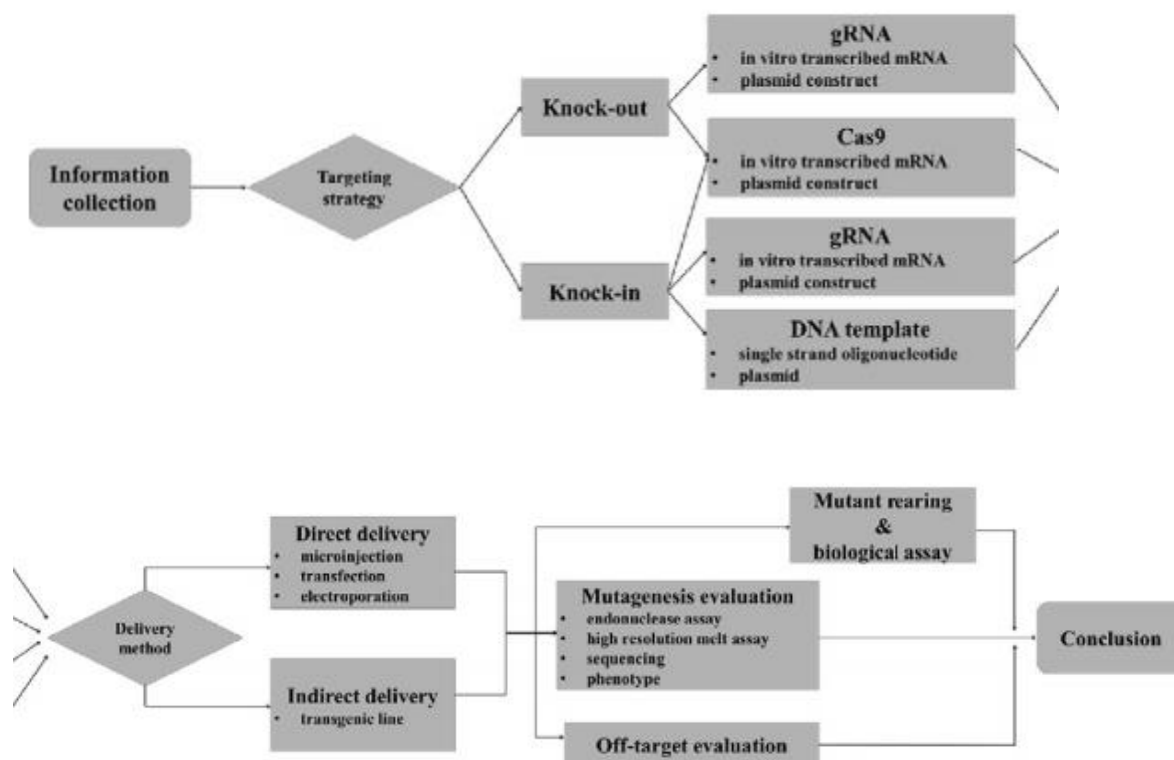 Information
collection
Targeting
strategy
Knock-out
Knock-in
gRNA
• in vitro transcribed mRNA
• plasmid construct
Cas9
• in vitro transcribed mRNA
• plasmid construct
gRNA
• in vitro transcribed mRNA
• plasmid construct
DNA template
• single strand oligonucleotide
• plasmid
Delivery
method
Direct delivery
• microinjection
• transfection
• electroporation
Indirect delivery
• transgenic line
Mutant rearing
&
biological assay
Mutagenesis evaluation
• endonuclease assay
• high resolution melt assay
• sequencing
• phenotype
Off-target evaluation
Conclusion